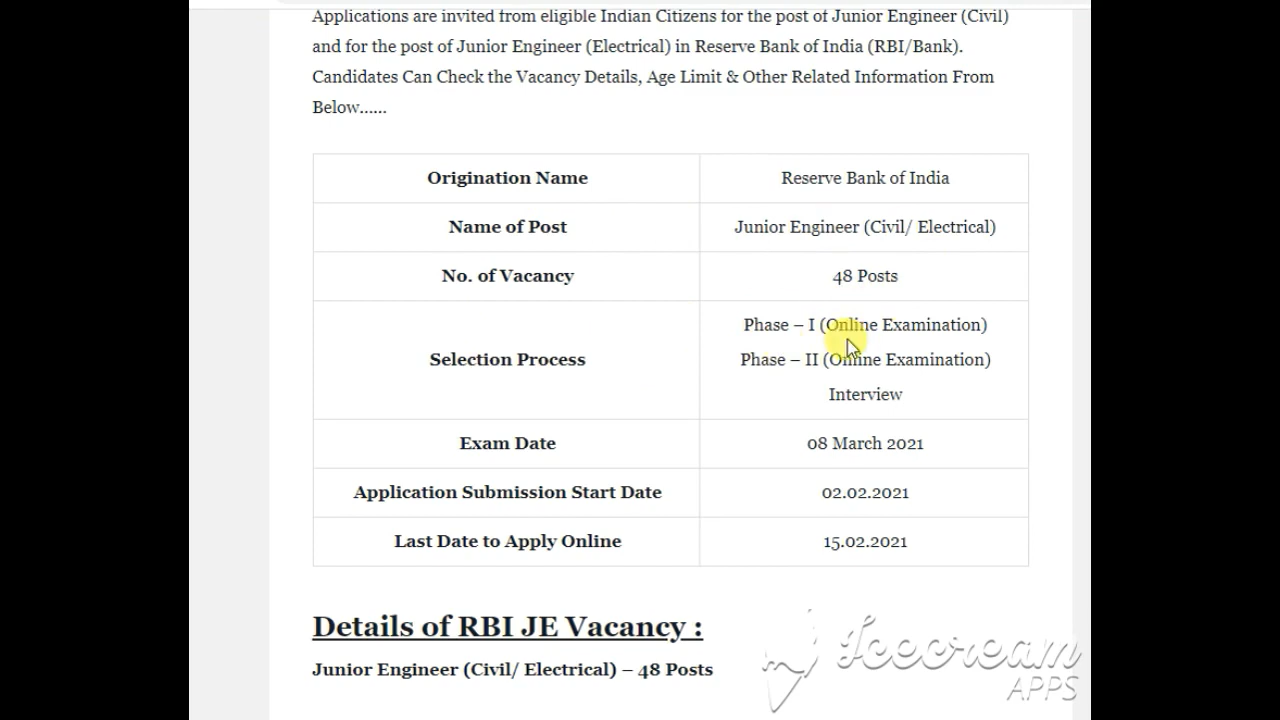 Applications are invited from eligible Indian Citizens for the post of Junior Engineer (Civil)
and for the post of Junior Engineer (Electrical) in Reserve Bank of India (RBI/Bank).
Candidates Can Check the Vacancy Details, Age Limit & Other Related Information From
Below......
Origination Name Reserve Bank of India
Name of Post Junior Engineer (Civil/ Electrical)
No. of Vacancy 48 Posts
Phase – I (Online Examination)
Selection Process Phase – II (Online Examination)
Interview
Exam Date 08 March 2021
Application Submission Start Date 02.02.2021
Last Date to Apply Online 15.02.2021
Details of RBI JE Vacancy :
Junior Engineer (Civil/ Electrical) – 48 Posts
Icecream
APPS